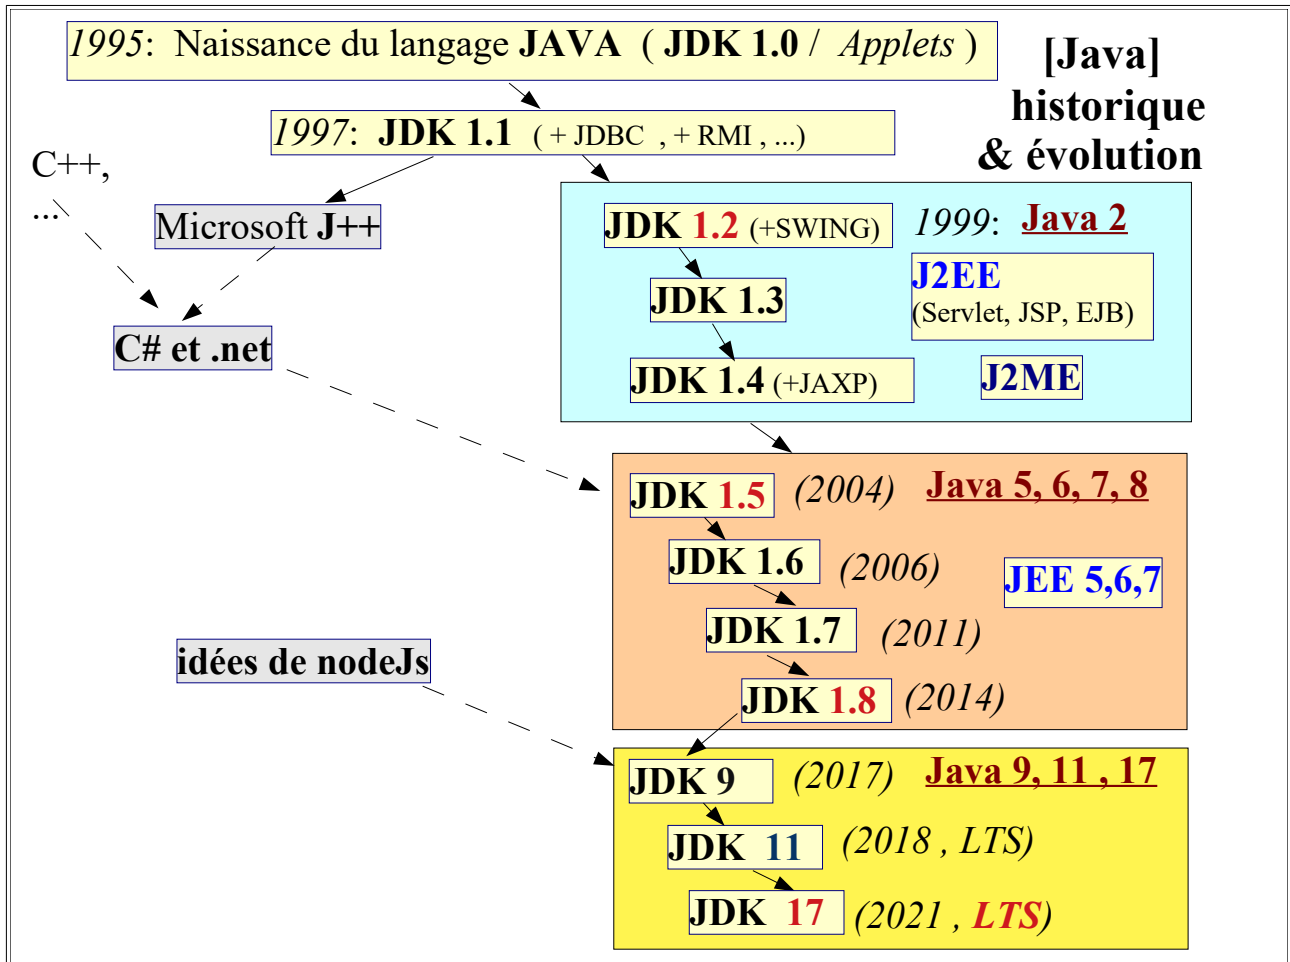 1995: Naissance du langage JAVA ( JDK 1.0 / Applets )
[Java]
historique
& évolution
1997: JDK 1.1 ( + JDBC , + RMI , ...)
C++,
...
Microsoft J++
C# et .net
JDK 1.2 (+SWING)
1999: Java 2
J2EE
(Servlet, JSP, EJB)
JDK 1.3
JDK 1.4 (+JAXP)
J2ME
JDK 1.5 (2004)
Java 5, 6, 7, 8
JDK 1.6 (2006)
JEE 5,6,7
JDK 1.7 (2011)
idées de nodeJs
JDK 1.8 (2014)
JDK 9 (2017)
Java 9, 11 , 17
JDK 11 (2018 , LTS)
JDK 17 (2021 , LTS)